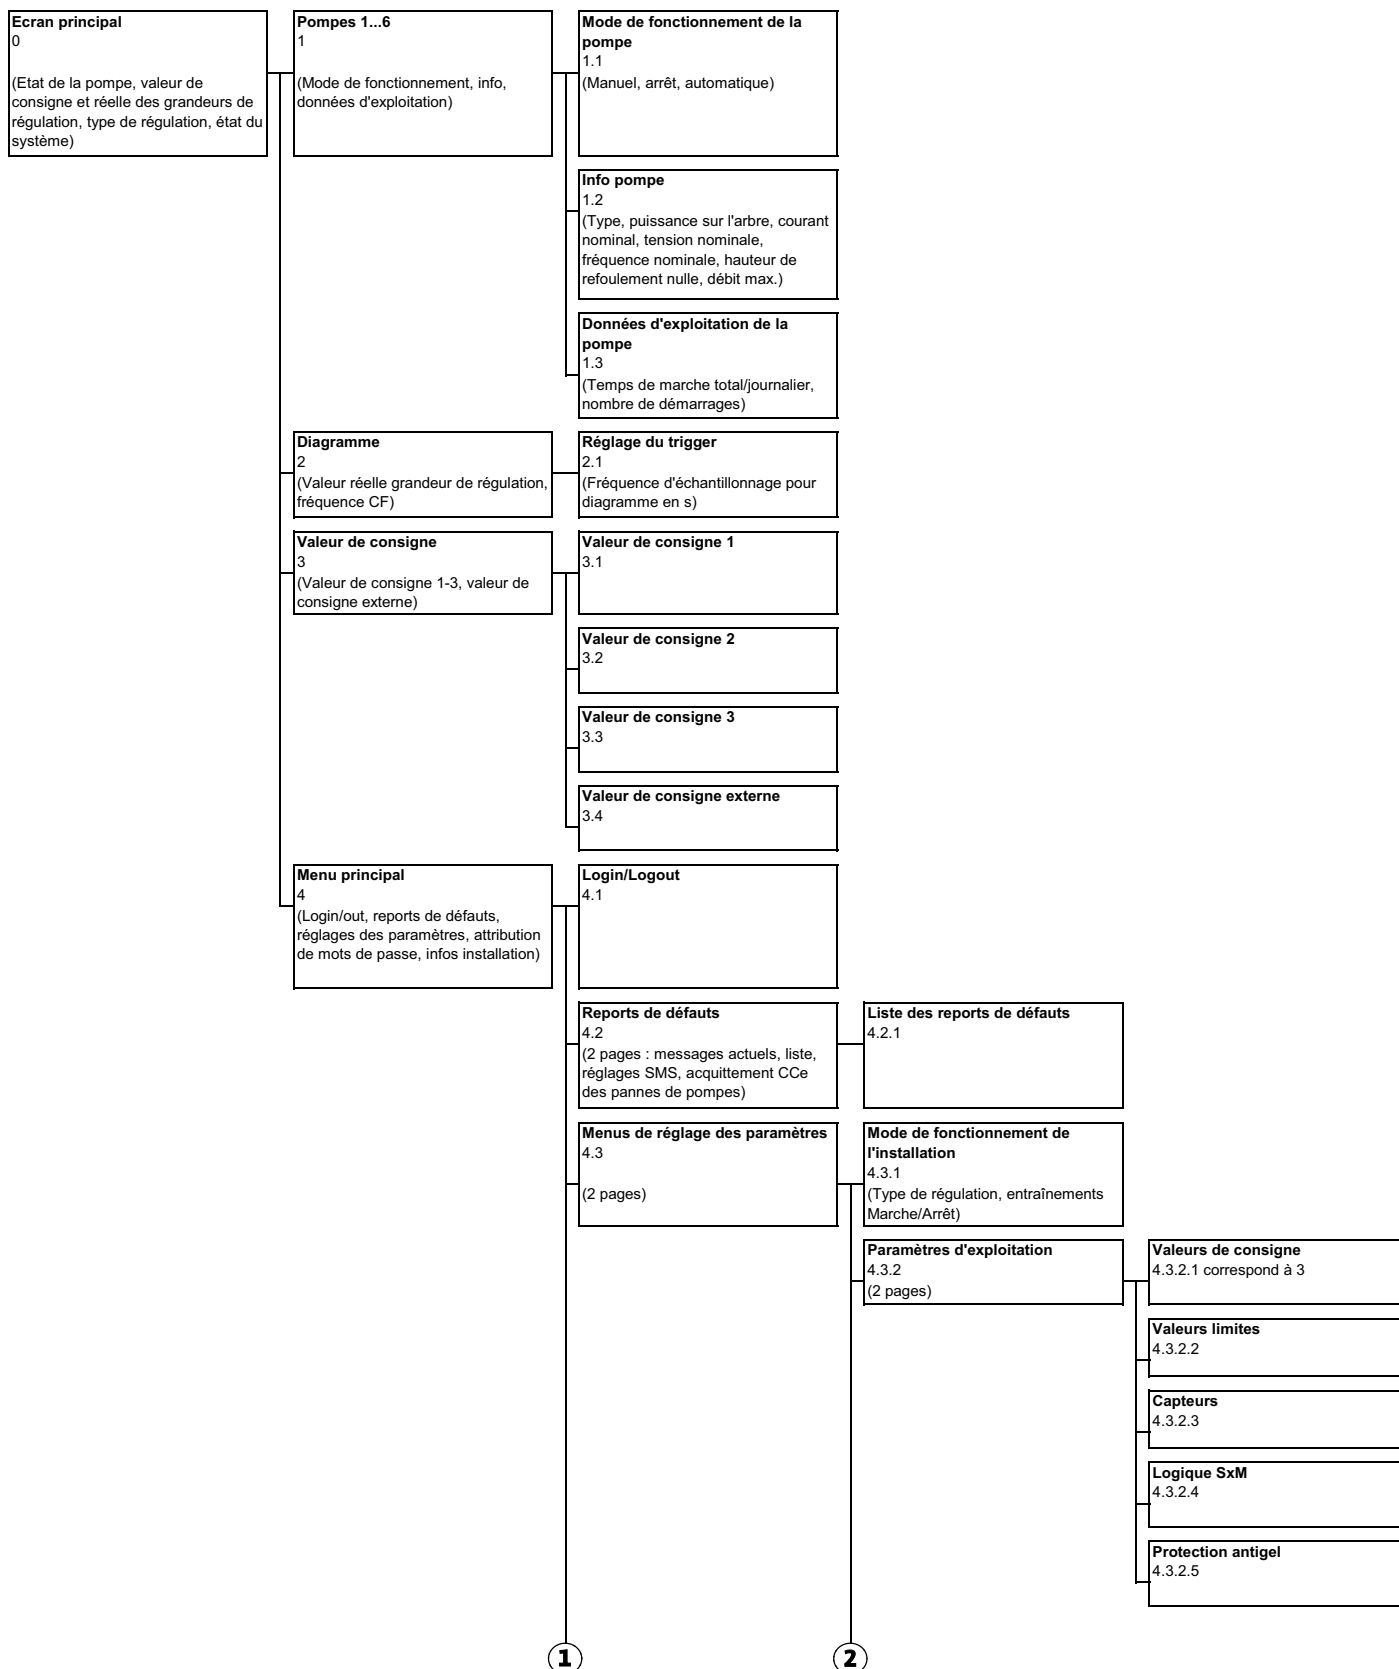 Ecran principal
0
(Etat de la pompe, valeur de
consigne et réelle des grandeurs de
régulation, type de régulation, état du
système)
Pompes 1...6
1
(Mode de fonctionnement, info,
données d'exploitation)
Mode de fonctionnement de la
pompe
1.1
(Manuel, arrêt, automatique)
Info pompe
1.2
(Type, puissance sur l'arbre, courant
nominal, tension nominale,
fréquence nominale, hauteur de
refoulement nulle, débit max.)
Données d'exploitation de la
pompe
1.3
(Temps de marche total/journalier,
nombre de démarrages)
Diagramme
2
(Valeur réelle grandeur de régulation,
fréquence CF)
Réglage du trigger
2.1
(Fréquence d'échantillonnage pour
diagramme en s)
Valeur de consigne
3
(Valeur de consigne 1-3, valeur de
consigne externe)
Valeur de consigne 1
3.1
Valeur de consigne 2
3.2
Valeur de consigne 3
3.3
Valeur de consigne externe
3.4
Menu principal
4
(Login/out, reports de défauts,
réglages des paramètres, attribution
de mots de passe, infos installation)
Login/Logout
4.1
Reports de défauts
4.2
(2 pages : messages actuels, liste,
réglages SMS, acquittement CCe
des pannes de pompes)
Liste des reports de défauts
4.2.1
Menus de réglage des paramètres
4.3
(2 pages)
Mode de fonctionnement de
l'installation
4.3.1
(Type de régulation, entraînements
Marche/Arrêt)
Paramètres d'exploitation
4.3.2
(2 pages)
Valeurs de consigne
4.3.2.1 correspond à 3
Valeurs limites
4.3.2.2
Capteurs
4.3.2.3
Logique SxM
4.3.2.4
Protection antigel
4.3.2.5
1
2